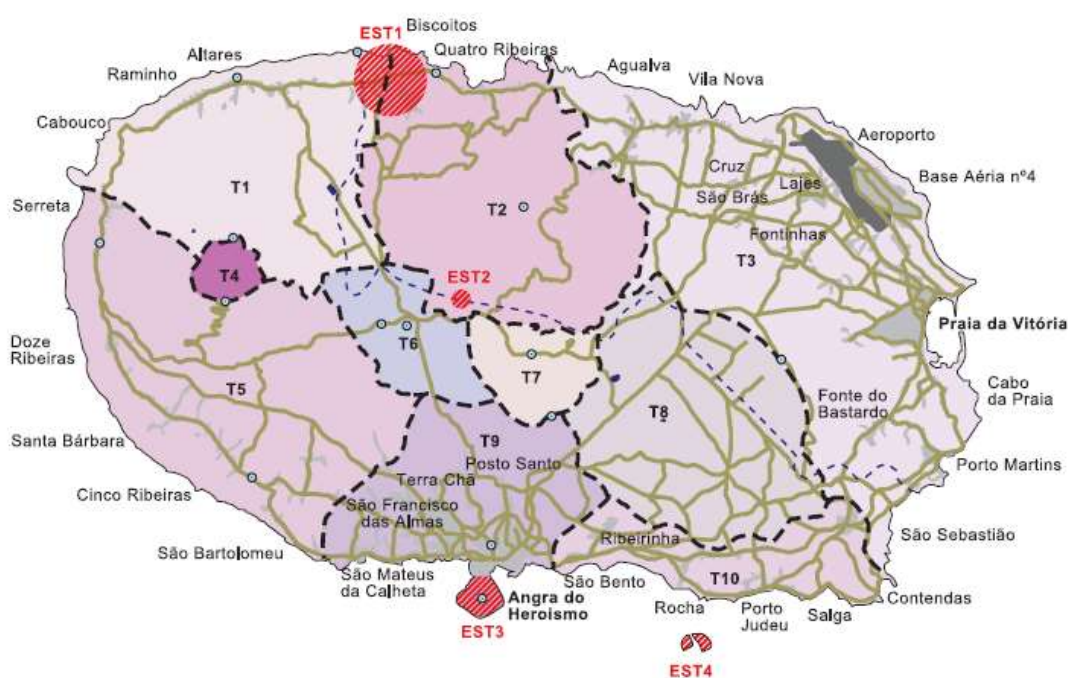 Biscoitos
EST1
Altares
Quatro Ribeiras
Raminho
Agualva
Vila Nova
Cabouco
Aeroporto
Cruz
Lajes
Base Aéria nº4
São Brás
T1
T2
Serreta
Fontinhas
T3
T4
EST2
Praia da Vitória
Doze
Ribeiras
T6
T7
T5
Cabo
da Praia
Fonte do
Bastardo
T8
Santa Bárbara
T9
Posto Santo
Terra Chã
Porto Martins
Cinco Ribeiras
São Francisco
das Almas
São Sebastião
Ribeirinha
São Bartolomeu
São Mateus
da Calheta
São Bento
T10
Contendas
Angra do
Heroismo
Rocha
Porto
Judeu
Salga
EST3
EST4